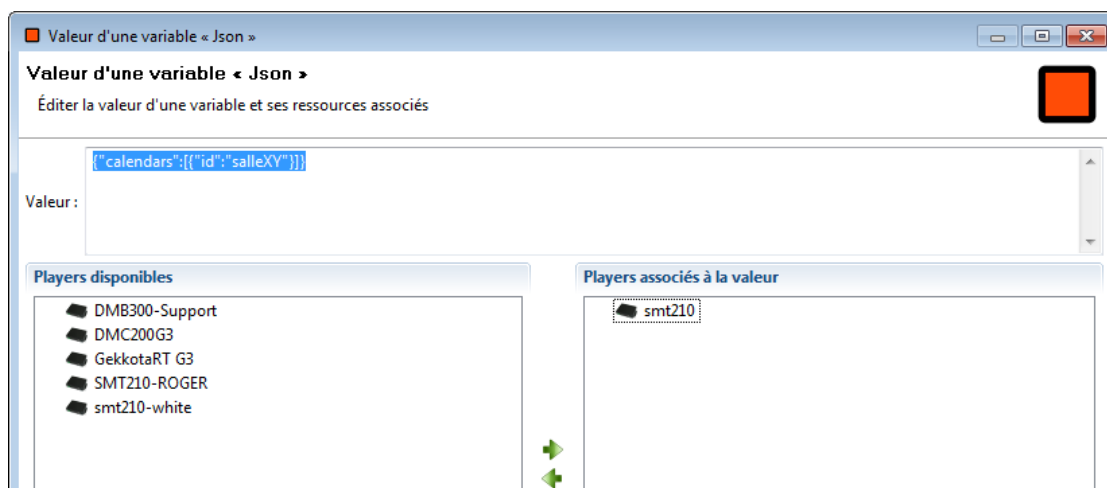 Valeur d'une variable « Json »
Valeur d'une variable « Json »
Éditer la valeur d'une variable et ses ressources associés
Valeur :
{"calendars":[{"id":"salleXY"}]}
Players disponibles
DMB300-Support
DMC200G3
GekkotaRT G3
SMT210-ROGER
smt210-white
Players associés à la valeur
smt210